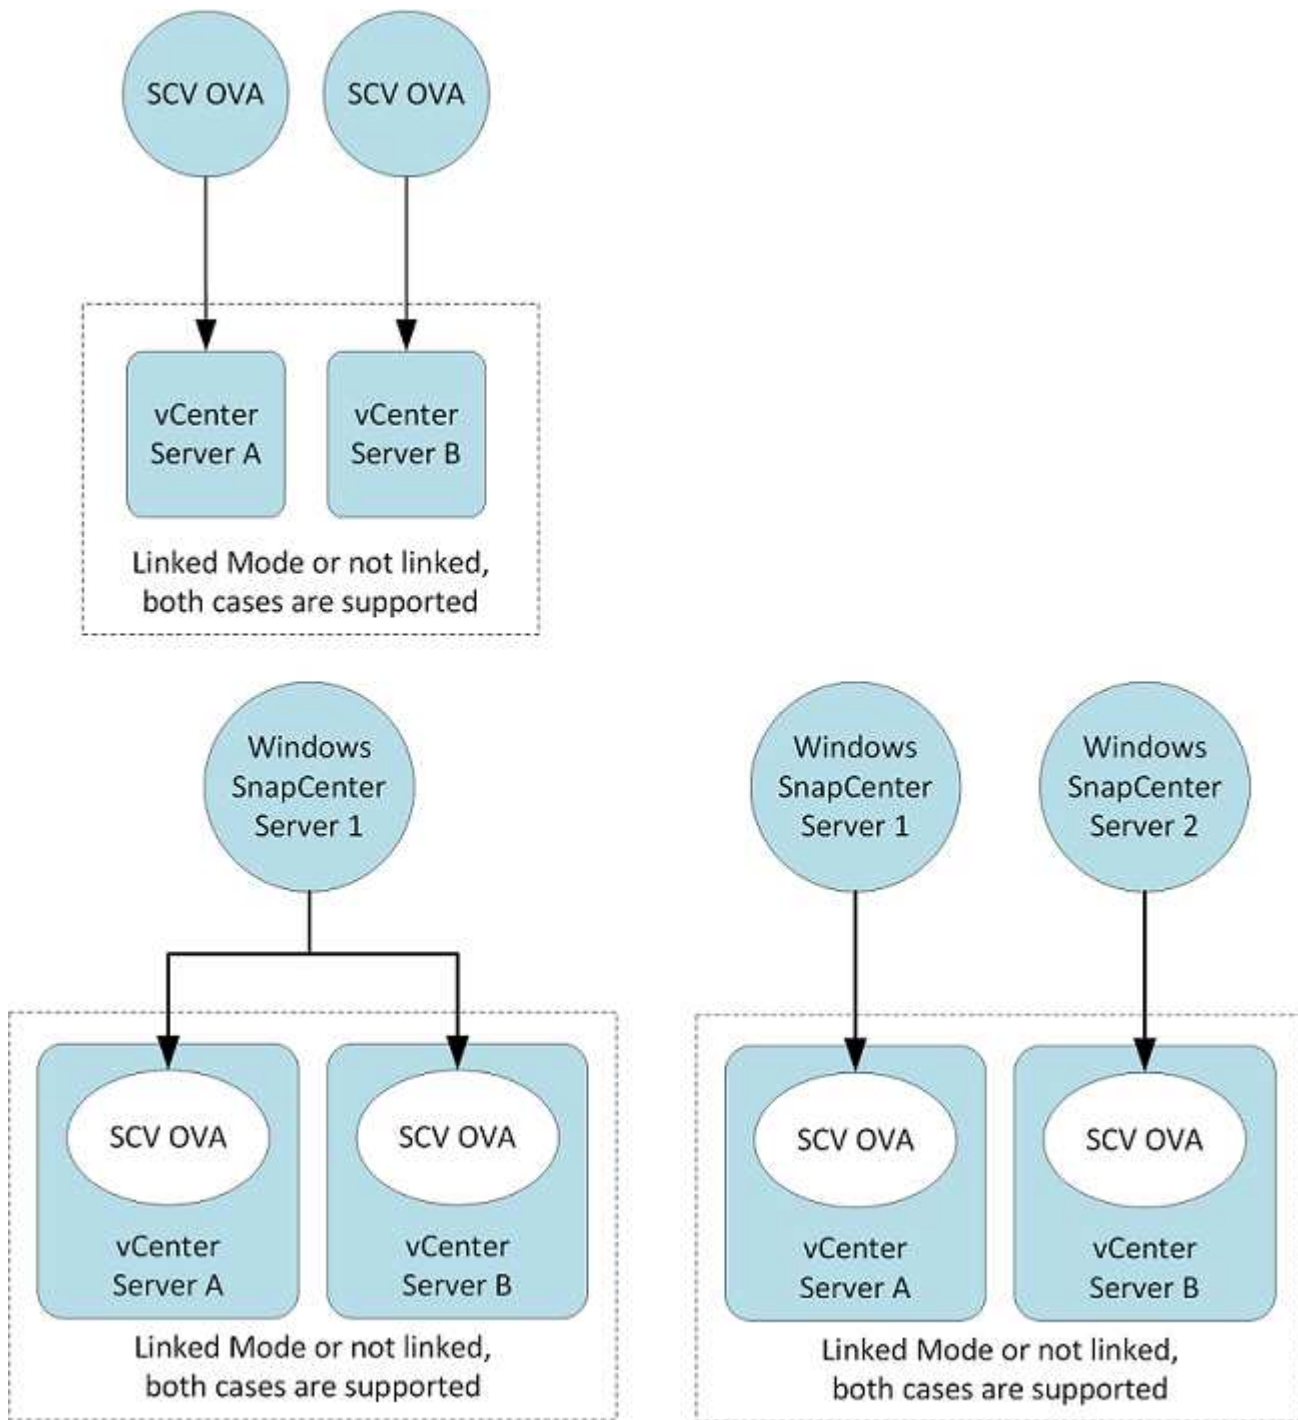 SCV OVA
SCV OVA
vCenter
Server A
vCenter
Server B
Linked Mode or not linked,
both cases are supported
Windows
SnapCenter
Server 1
SCV OVA
SCV OVA
vCenter
Server A
vCenter
Server B
Linked Mode or not linked,
both cases are supported
Windows
SnapCenter
Server 1
Windows
SnapCenter
Server 2
SCV OVA
SCV OVA
vCenter
Server A
vCenter
Server B
Linked Mode or not linked,
both cases are supported